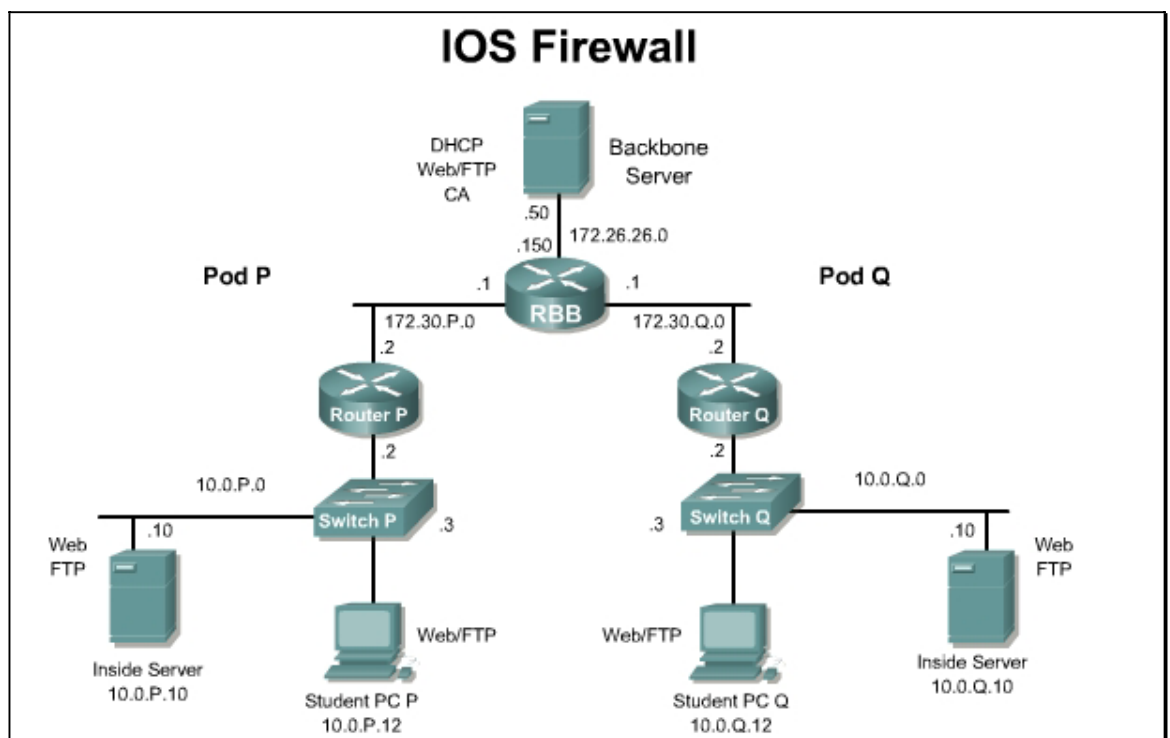 IOS Firewall
DHCP
Web/FTP
CA
Backbone
Server
.50
172.26.26.0
.150
Pod P
Pod Q
.1
.1
RBB
172.30.P.0
172.30.Q.0
.2
.2
Router P
Router Q
.2
.2
10.0.P.0
10.0.Q.0
Switch P
.3
.3
Switch Q
.10
.10
Web
FTP
Web
FTP
Web/FTP
Web/FTP
Inside Server
10.0.P.10
Student PC P
10.0.P.12
Student PC Q
10.0.Q.12
Inside Server
10.0.Q.10